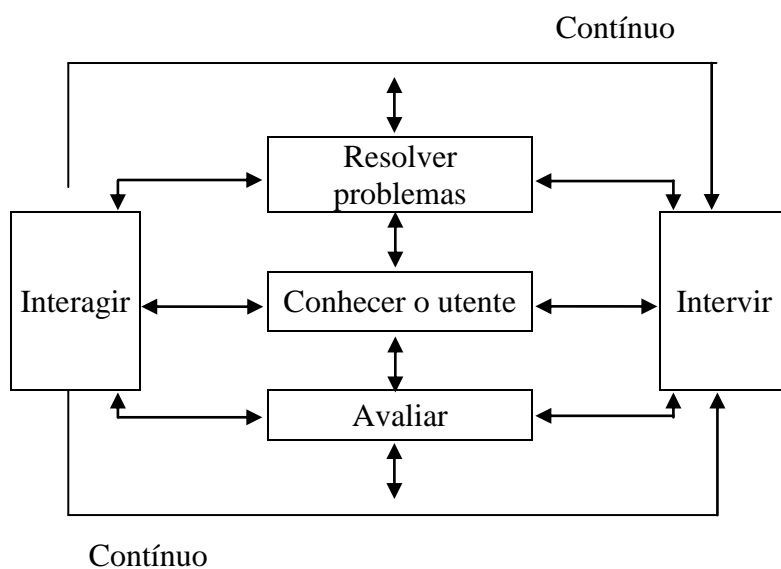 Contínuo
Resolver
problemas
Interagir
Conhecer o utente
Intervir
Avaliar
Contínuo